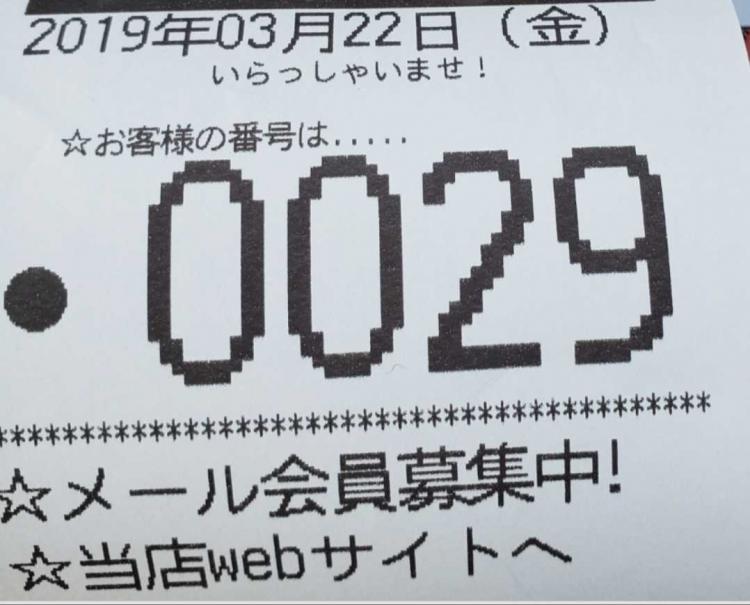 2019年03月22日（金）
いらっしゃいませ！
☆お客様の番号は.....
●0029
*****************************************
☆メール会員募集中!
☆当店webサイトへ